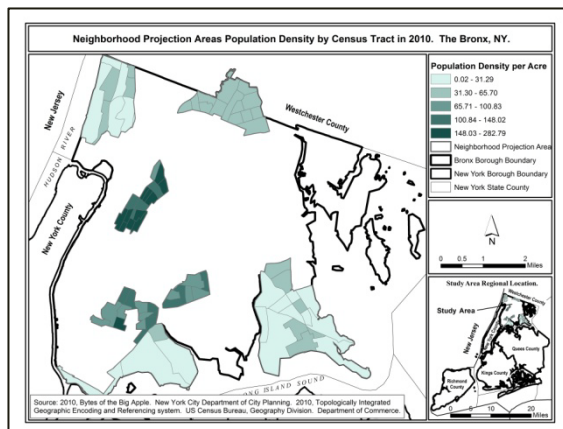 Neighborhood Projection Areas Population Density by Census Tract in 2010. The Bronx, NY.
Population Density per Acre
0.02 - 31.29
31.30 - 65.70
65.71 - 100.83
100.84 - 148.02
148.03 - 282.79
Neighborhood Projection Area
Bronx Borough Boundary
New York Borough Boundary
New York State County
New Jersey
HUDSON RIVER
Westchester County
New York County
N
0 0.5 1 2
Miles
Study Area Regional Location.
Westchester County
Study Area
New Jersey
Queens County
Kings County
Richmond County
0 5 10 20
Miles
ISLAND SOUND
Source: 2010, Bytes of the Big Apple. New York City Department of City Planning. 2010, Topologically Integrated
Geographic Encoding and Referencing system. US Census Bureau, Geography Division. Department of Commerce.